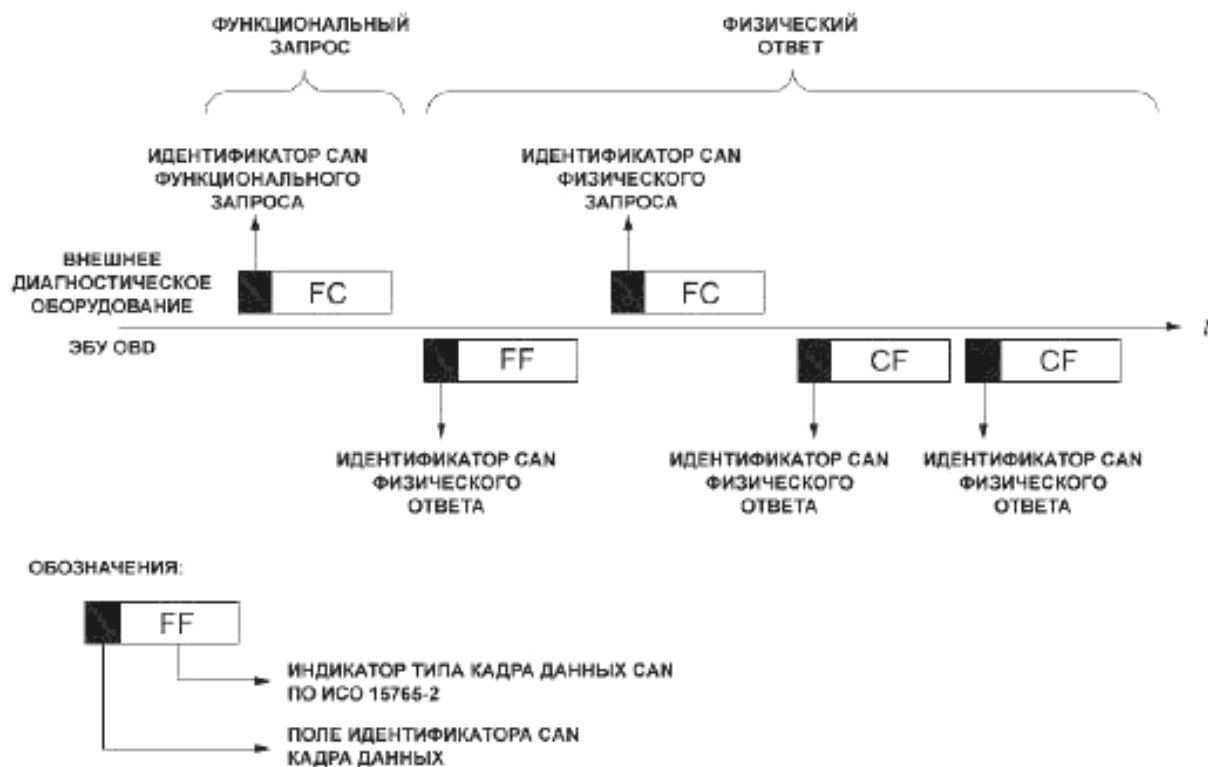 ФУНКЦИОНАЛЬНЫЙ
ЗАПРОС
ФИЗИЧЕСКИЙ
ОТВЕТ
ИДЕНТИФИКАТОР CAN
ФУНКЦИОНАЛЬНОГО
ЗАПРОСА
ИДЕНТИФИКАТОР CAN
ФИЗИЧЕСКОГО
ЗАПРОСА
ВНЕШНЕЕ
ДИАГНОСТИЧЕСКОЕ
ОБОРУДОВАНИЕ
FC
FC
ЭБУ OBD
FF
CF
CF
ИДЕНТИФИКАТОР CAN
ФИЗИЧЕСКОГО
ОТВЕТА
ИДЕНТИФИКАТОР CAN
ФИЗИЧЕСКОГО
ОТВЕТА
ИДЕНТИФИКАТОР CAN
ФИЗИЧЕСКОГО
ОТВЕТА
ОБОЗНАЧЕНИЯ:
FF
ИНДИКАТОР ТИПА КАДРА ДАННЫХ CAN
ПО ИСО 15765-2
ПОЛЕ ИДЕНТИФИКАТОРА CAN
КАДРА ДАННЫХ